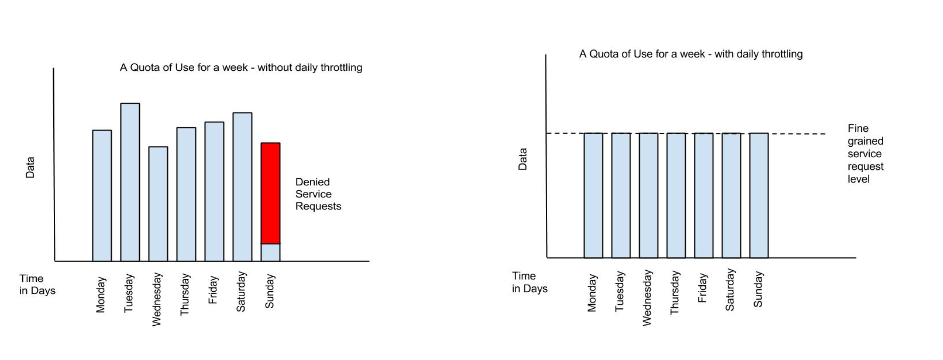 A Quota of Use for a week - without daily throttling
Data
Denied
Service
Requests
Time
in Days
Monday
Tuesday
Wednesday
Thursday
Friday
Saturday
Sunday
A Quota of Use for a week - with daily throttling
Data
Fine
grained
service
request
level
Time
in Days
Monday
Tuesday
Wednesday
Thursday
Friday
Saturday
Sunday